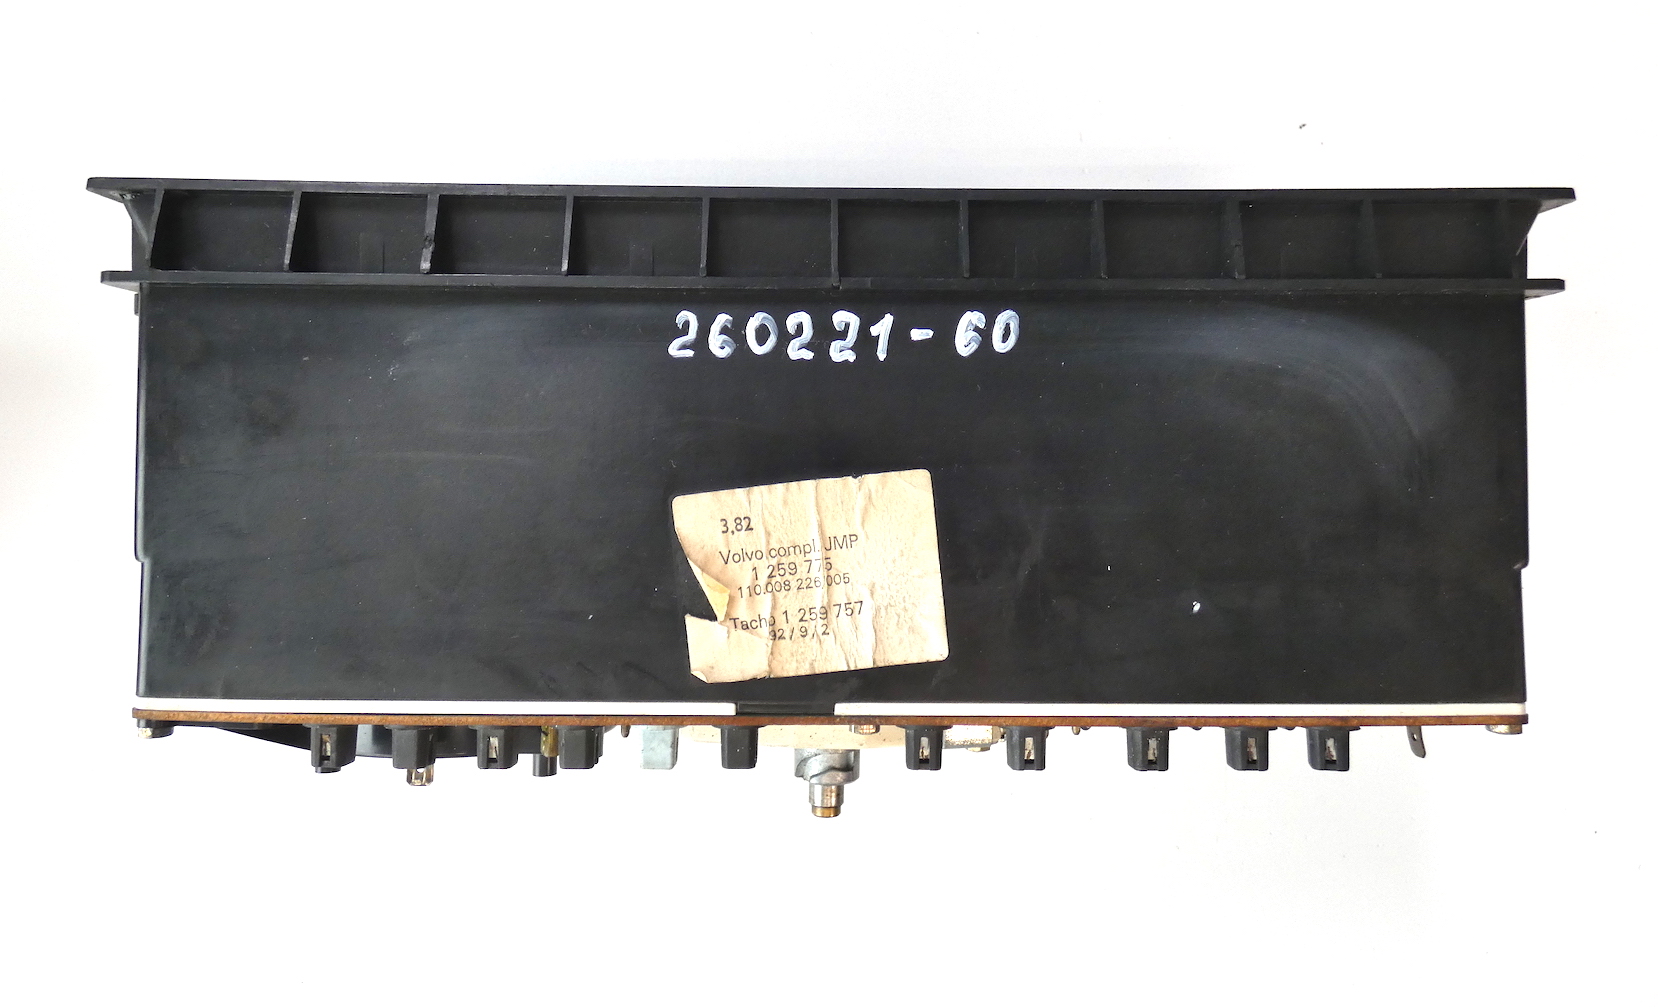 260221-60
3,82
Volvo compl. JMP
1 259 775
110.008 226/005
Tacho 1 259 757
92/9/2